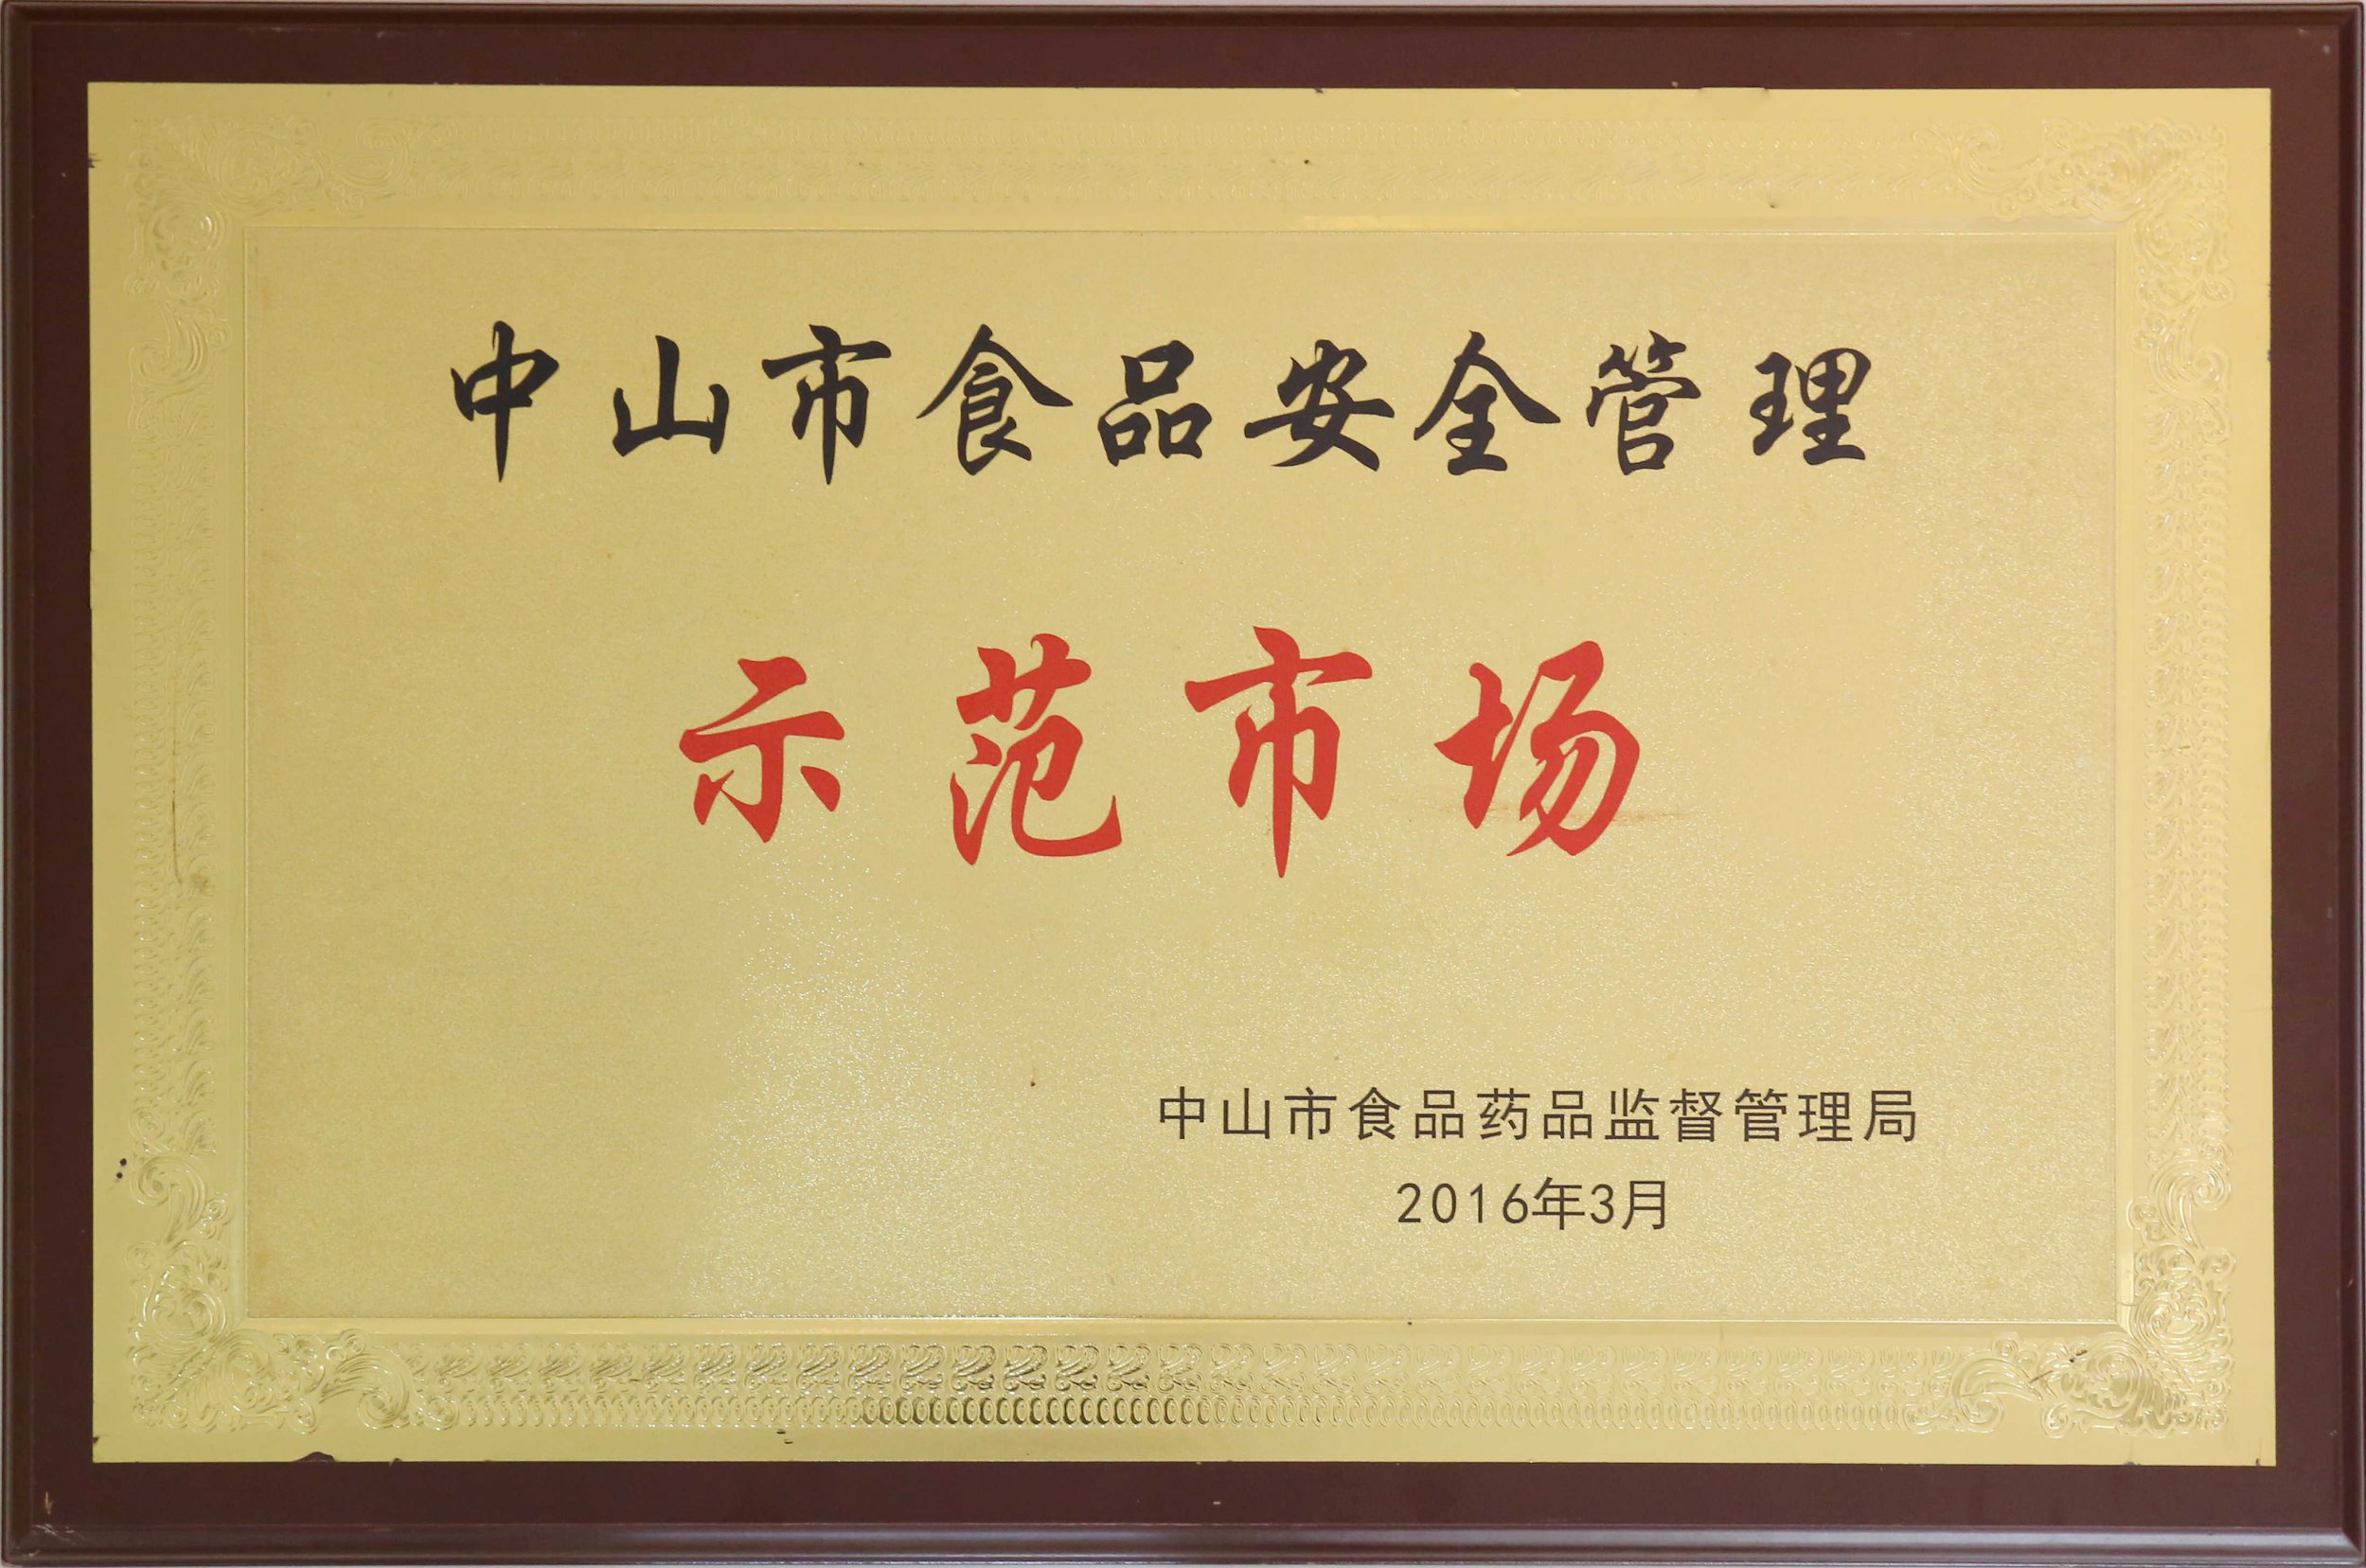 中山市食品安全管理
示范市场
中山市食品药品监督管理局
2016年3月